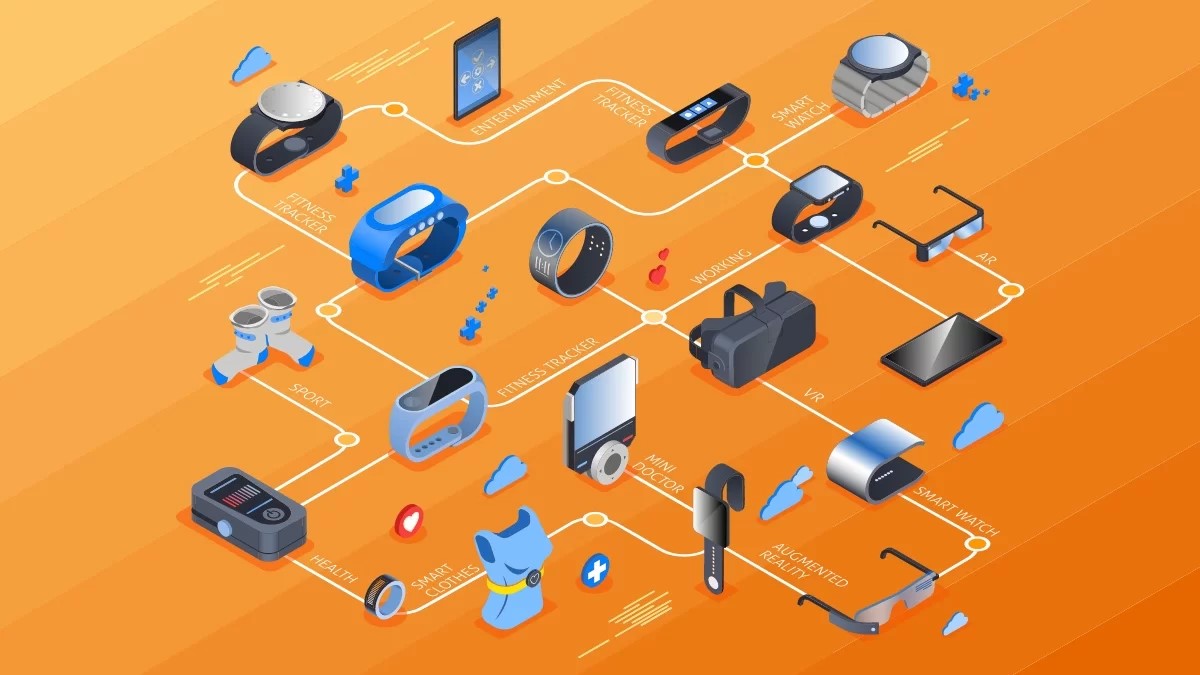 ENTERTAINMENT
FITNESS
TRACKER
SMART
WATCH
FITNESS
TRACKER
WORKING
AR
FITNESS TRACKER
SPORT
VR
MINI
DOCTOR
SMART WATCH
HEALTH
SMART
CLOTHES
AUGMENTED
REALITY